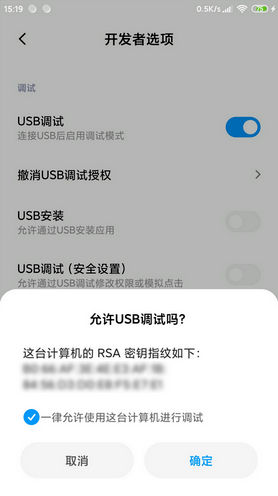 15:19
0.5K/s
75
开发者选项
调试
USB调试
连接USB后启用调试模式
撤消USB调试授权
USB安装
允许通过USB安装应用
USB调试（安全设置）
允许通过USB调试修改权限或模拟点击
允许USB调试吗?
这台计算机的 RSA 密钥指纹如下：
一律允许使用这台计算机进行调试
取消
确定